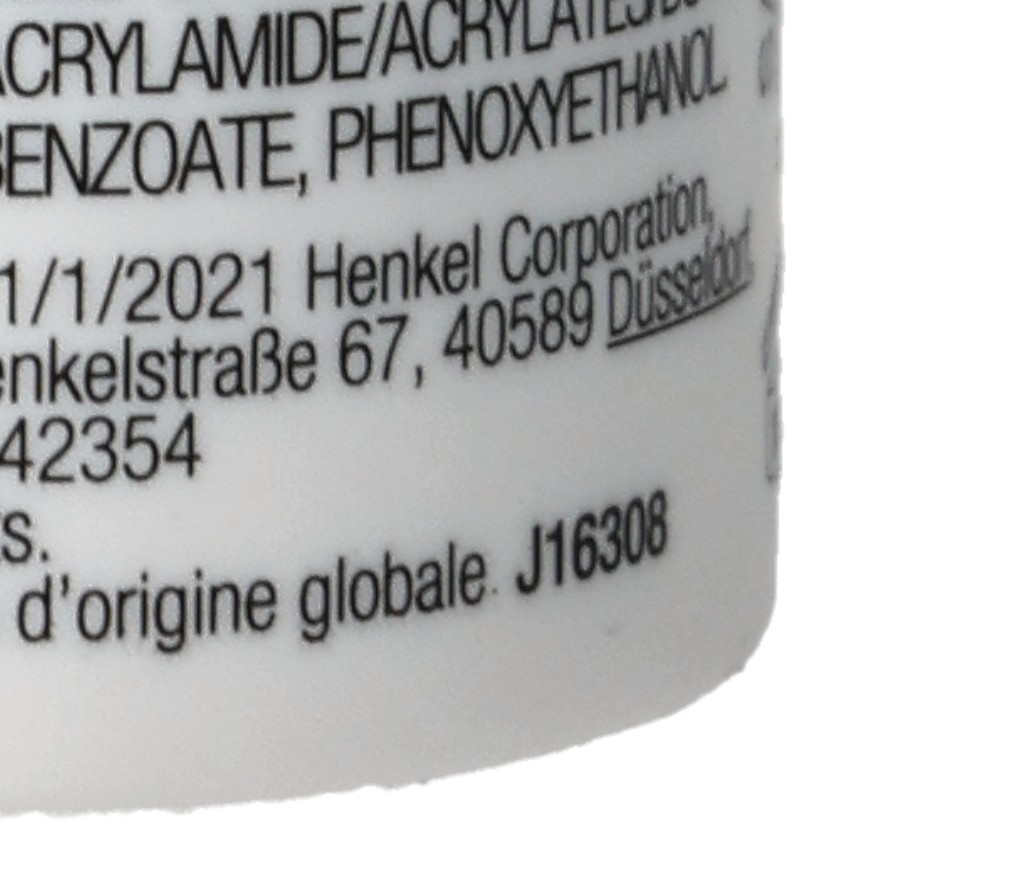 ACRYLAMIDE/ACRYLATES
BENZOATE, PHENOXYETHANOL
1/1/2021 Henkel Corporation,
enkelstraße 67, 40589 Düsseldorf,
42354
s.
d'origine globale. J16308